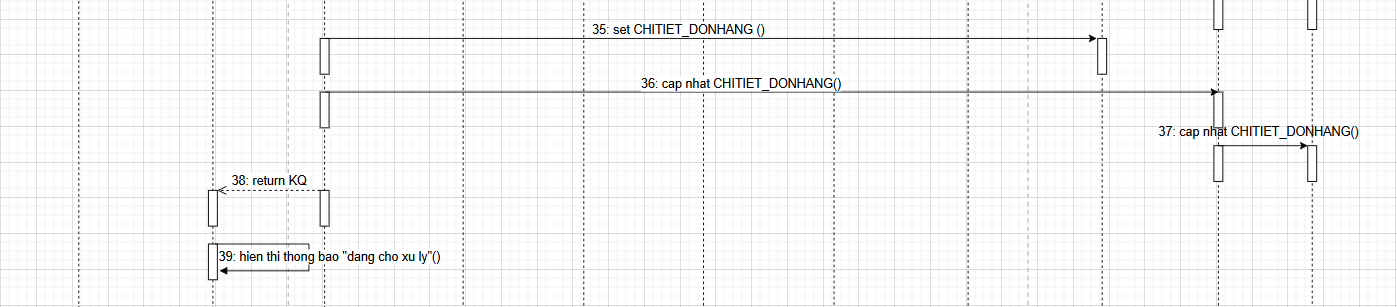 35: set CHITIET_DONHANG ()
36: cap nhat CHITIET_DONHANG()
37: cap nhat CHITIET_DONHANG()
38: return KQ
39: hien thi thong bao "dang cho xu ly"()